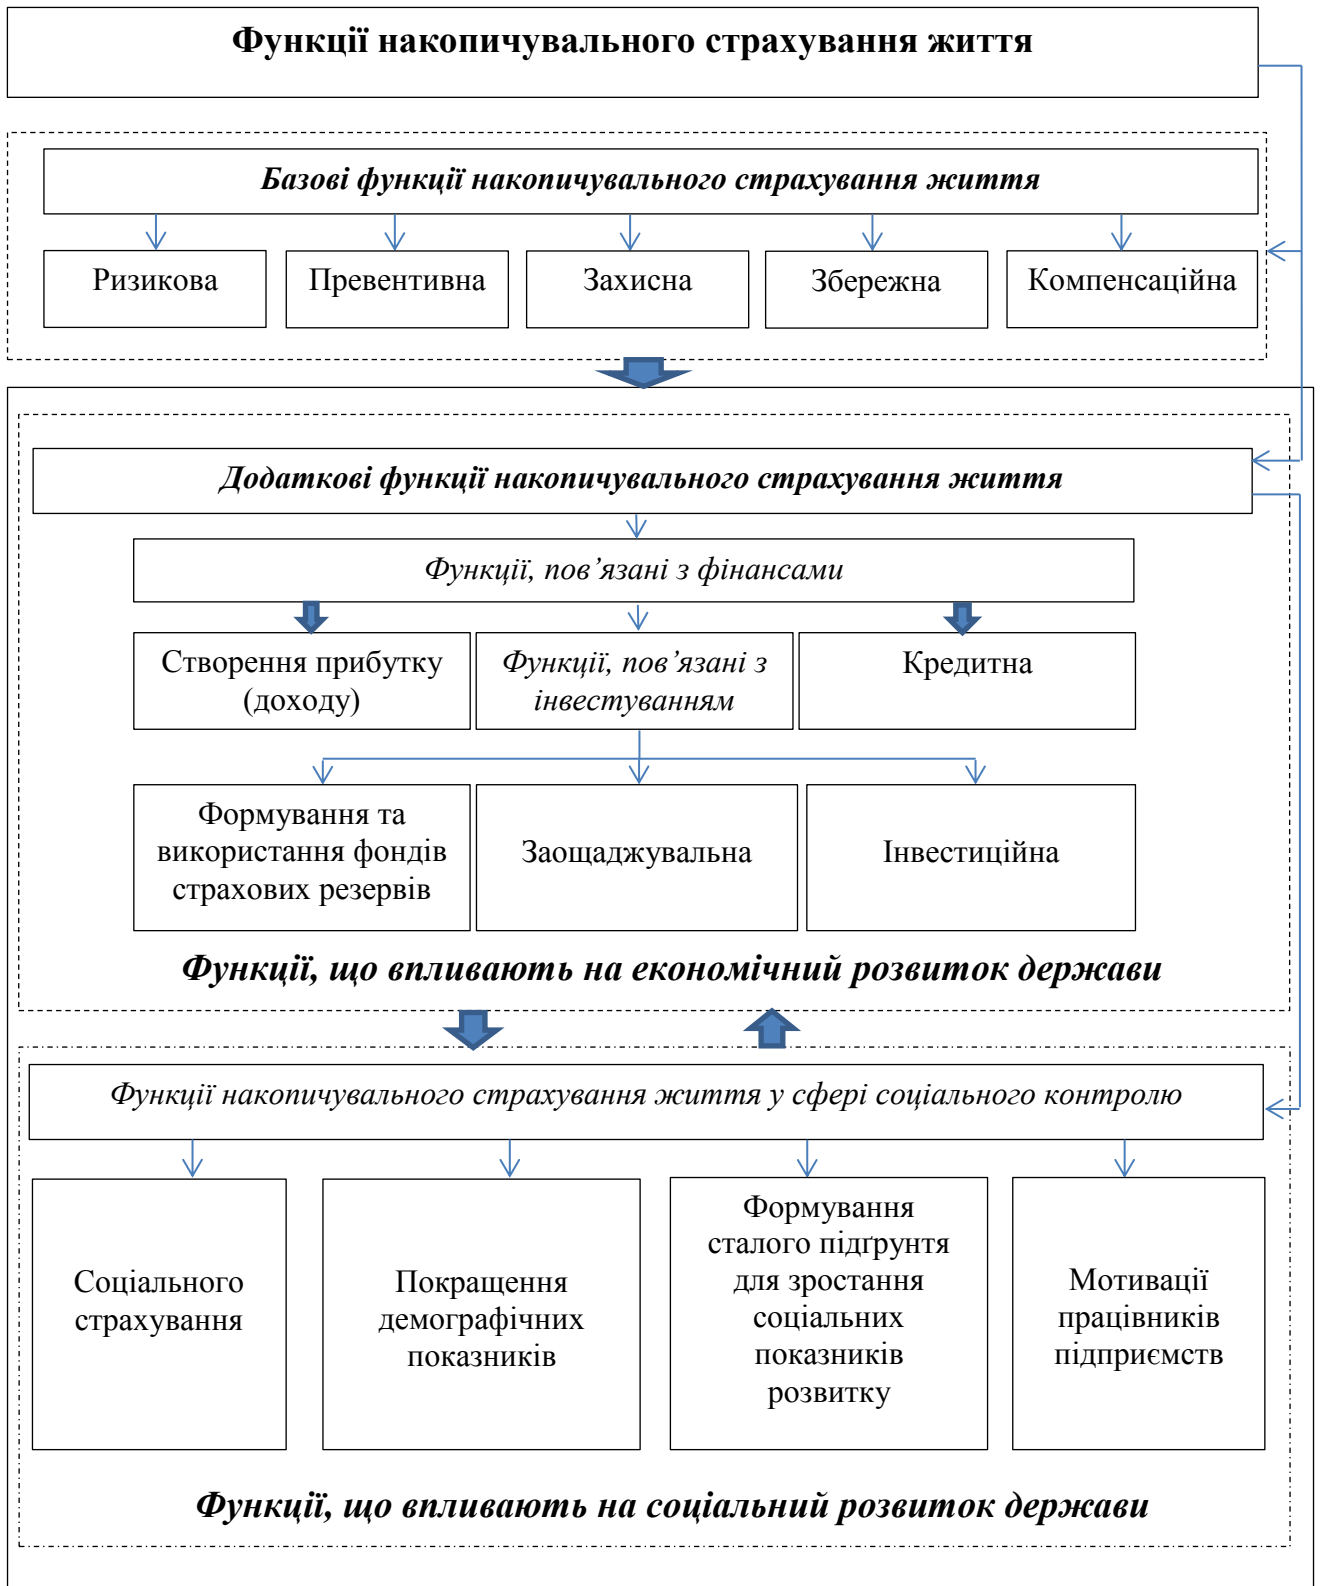 Функції накопичувального страхування життя
Базові функції накопичувального страхування життя
Ризикова
Превентивна
Захисна
Збережна
Компенсаційна
Додаткові функції накопичувального страхування життя
Функції, пов’язані з фінансами
Створення прибутку
(доходу)
Функції, пов’язані з
інвестуванням
Кредитна
Формування та
використання фондів
страхових резервів
Заощаджувальна
Інвестиційна
Функції, що впливають на економічний розвиток держави
Функції накопичувального страхування життя у сфері соціального контролю
Соціального
страхування
Покращення
демографічних
показників
Формування
сталого підґрунтя
для зростання
соціальних
показників
розвитку
Мотивації
працівників
підприємств
Функції, що впливають на соціальний розвиток держави